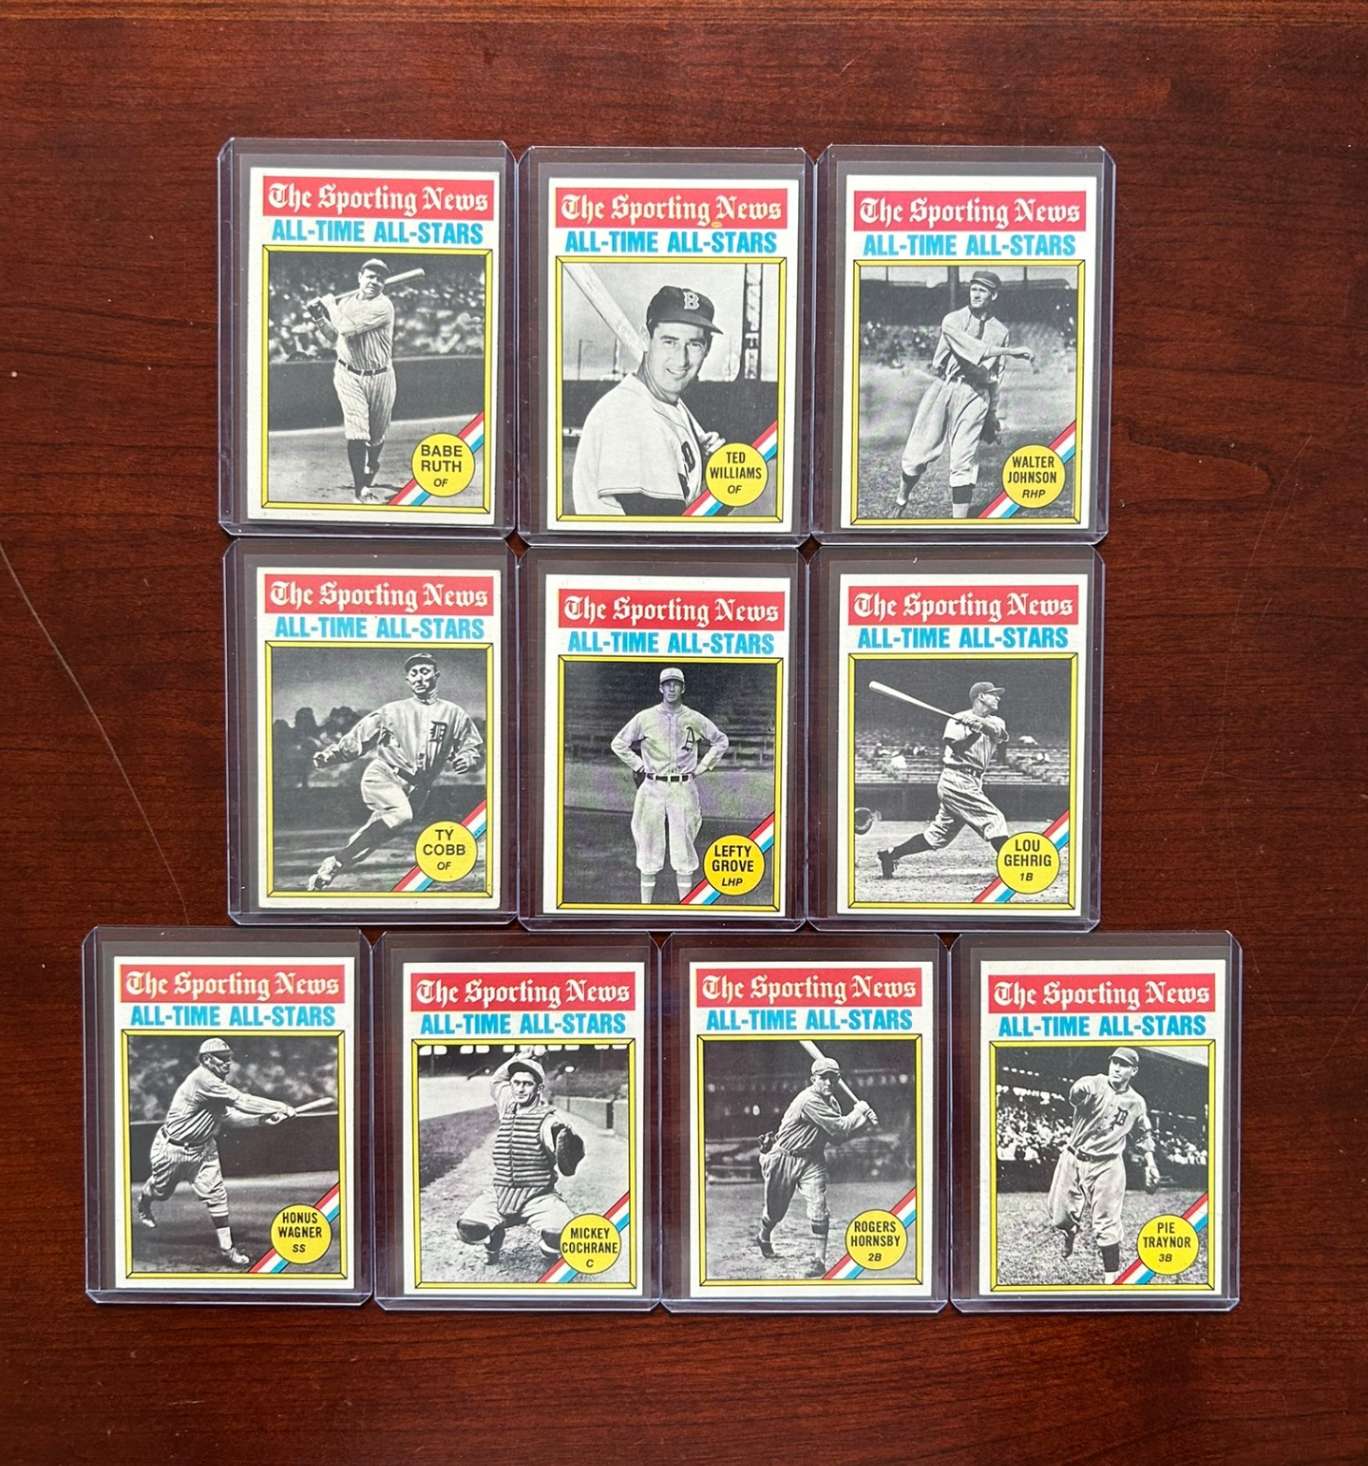 The Sporting News
ALL-TIME ALL-STARS
BABE
RUTH
OF
The Sporting News
ALL-TIME ALL-STARS
B
TED
WILLIAMS
OF
The Sporting News
ALL-TIME ALL-STARS
WALTER
JOHNSON
RHP
The Sporting News
ALL-TIME ALL-STARS
D
TY
COBB
OF
The Sporting News
ALL-TIME ALL-STARS
A
LEFTY
GROVE
LHP
The Sporting News
ALL-TIME ALL-STARS
LOU
GEHRIG
1B
The Sporting News
ALL-TIME ALL-STARS
HONUS
WAGNER
SS
The Sporting News
ALL-TIME ALL-STARS
MICKEY
COCHRANE
C
The Sporting News
ALL-TIME ALL-STARS
ROGERS
HORNSBY
2B
The Sporting News
ALL-TIME ALL-STARS
PIE
TRAYNOR
3B